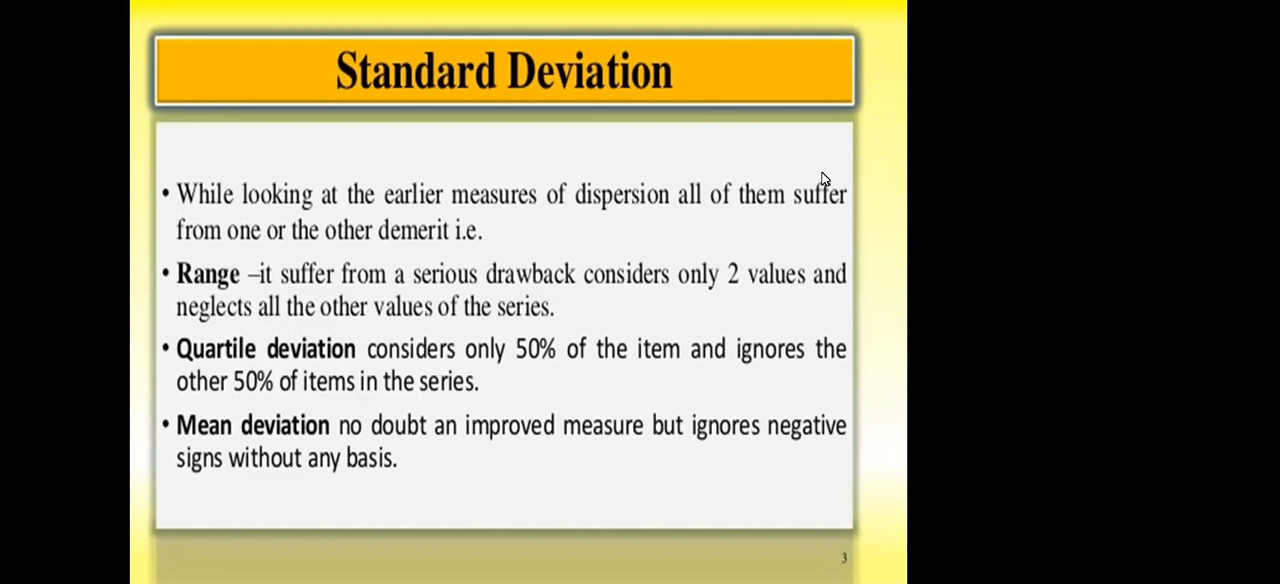 Standard Deviation
• While looking at the earlier measures of dispersion all of them suffer
from one or the other demerit i.e.
• Range –it suffer from a serious drawback considers only 2 values and
neglects all the other values of the series.
• Quartile deviation considers only 50% of the item and ignores the
other 50% of items in the series.
• Mean deviation no doubt an improved measure but ignores negative
signs without any basis.
3